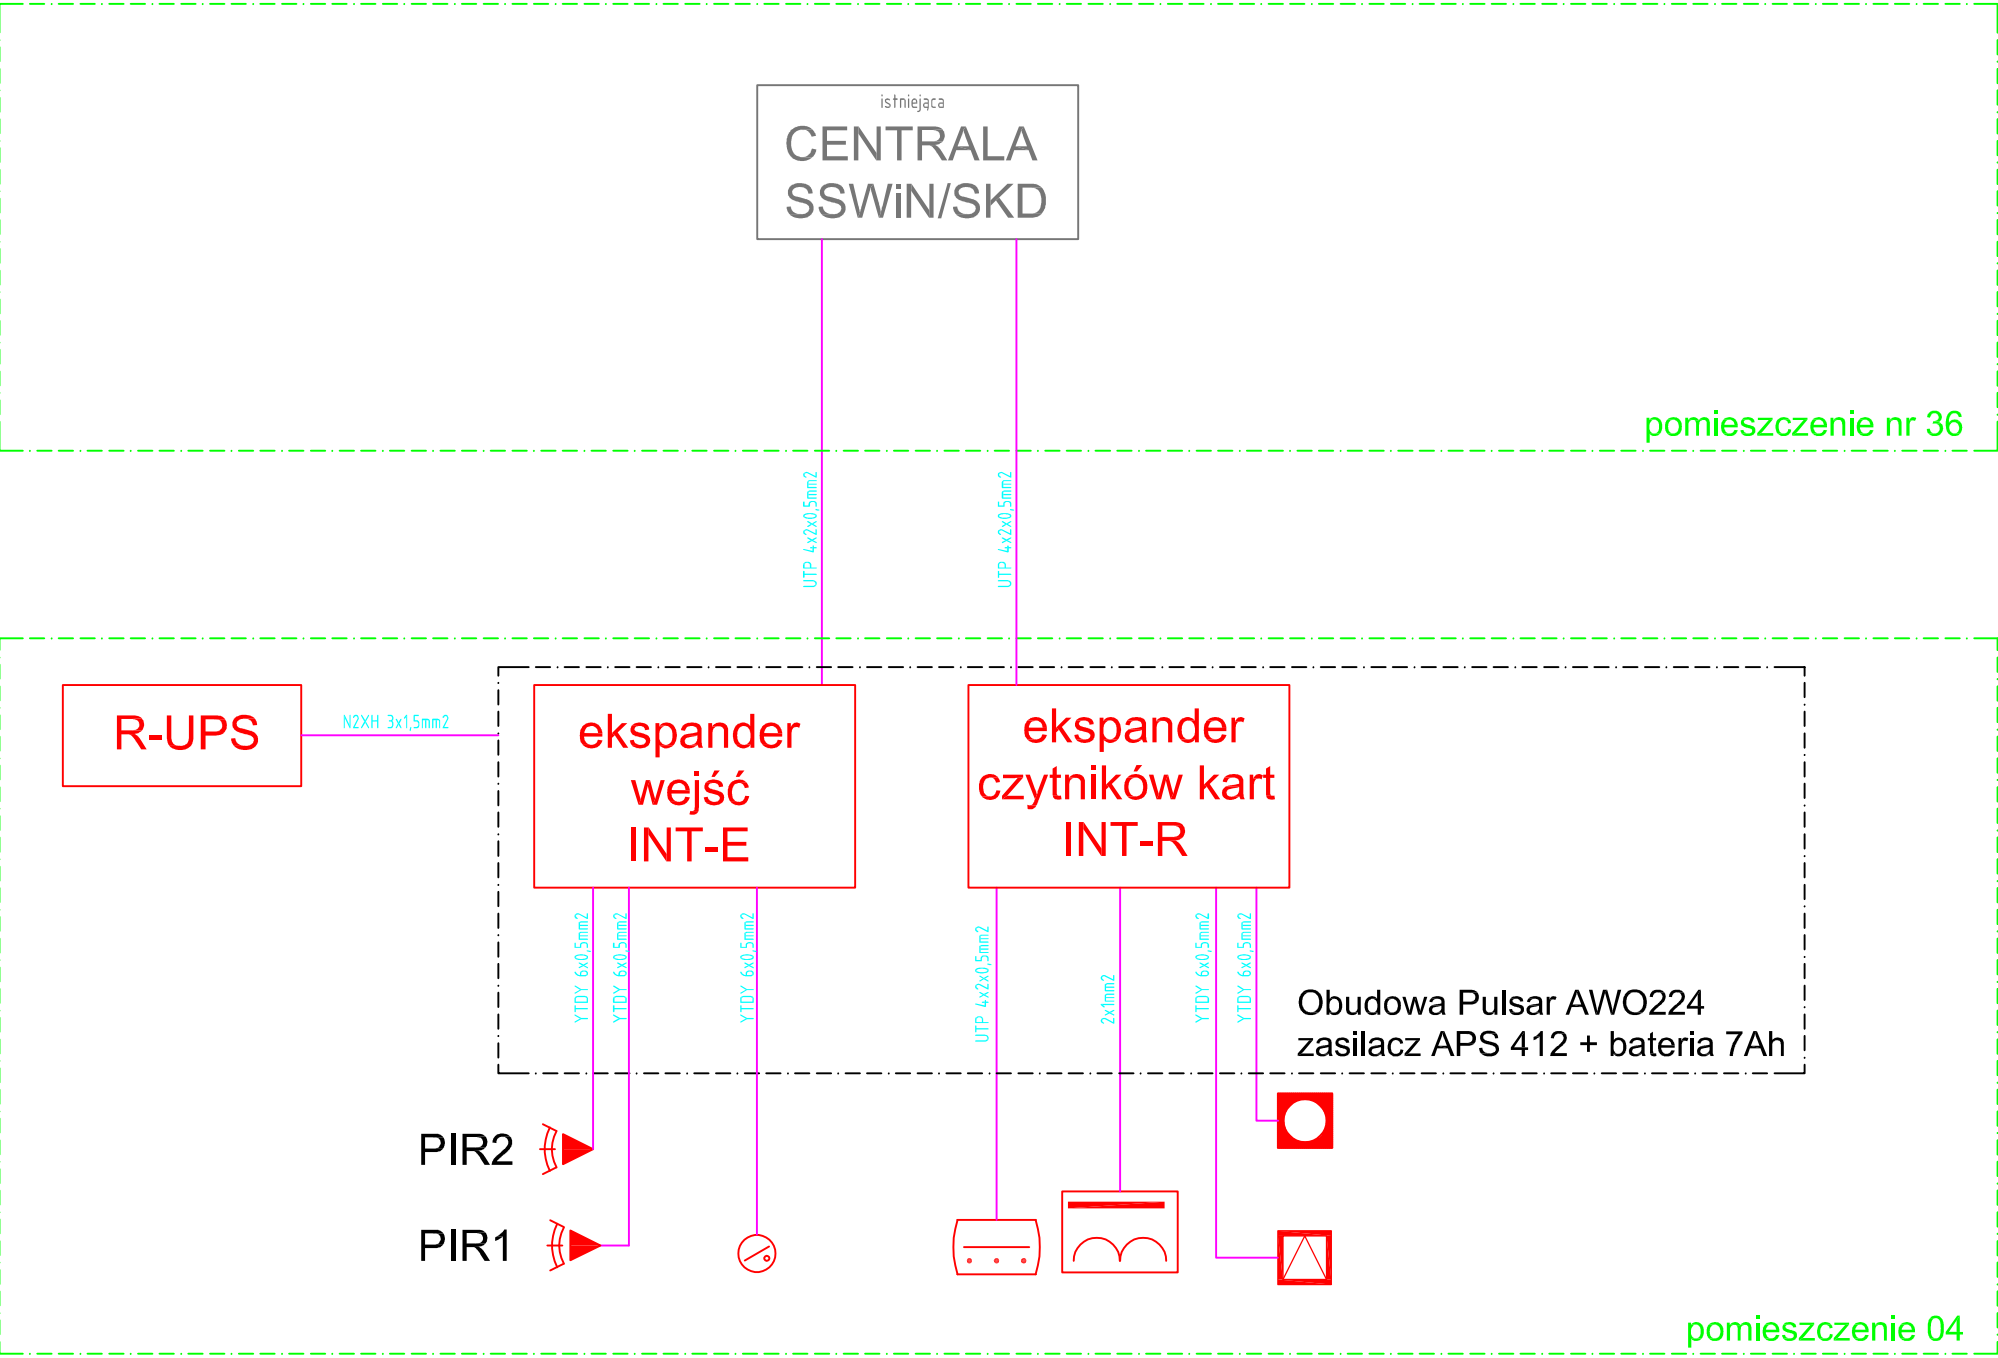 istniejąca
CENTRALA
SSWiN/SKD
pomieszczenie nr 36
UTP 4x2x0,5mm2
UTP 4x2x0,5mm2
R-UPS
N2XH 3x1,5mm2
ekspander
wejść
INT-E
ekspander
czytników kart
INT-R
YTDY 6x0,5mm2
YTDY 6x0,5mm2
YTDY 6x0,5mm2
UTP 4x2x0,5mm2
2x1mm2
YTDY 6x0,5mm2
YTDY 6x0,5mm2
Obudowa Pulsar AWO224
zasilacz APS 412 + bateria 7Ah
PIR2
PIR1
pomieszczenie 04